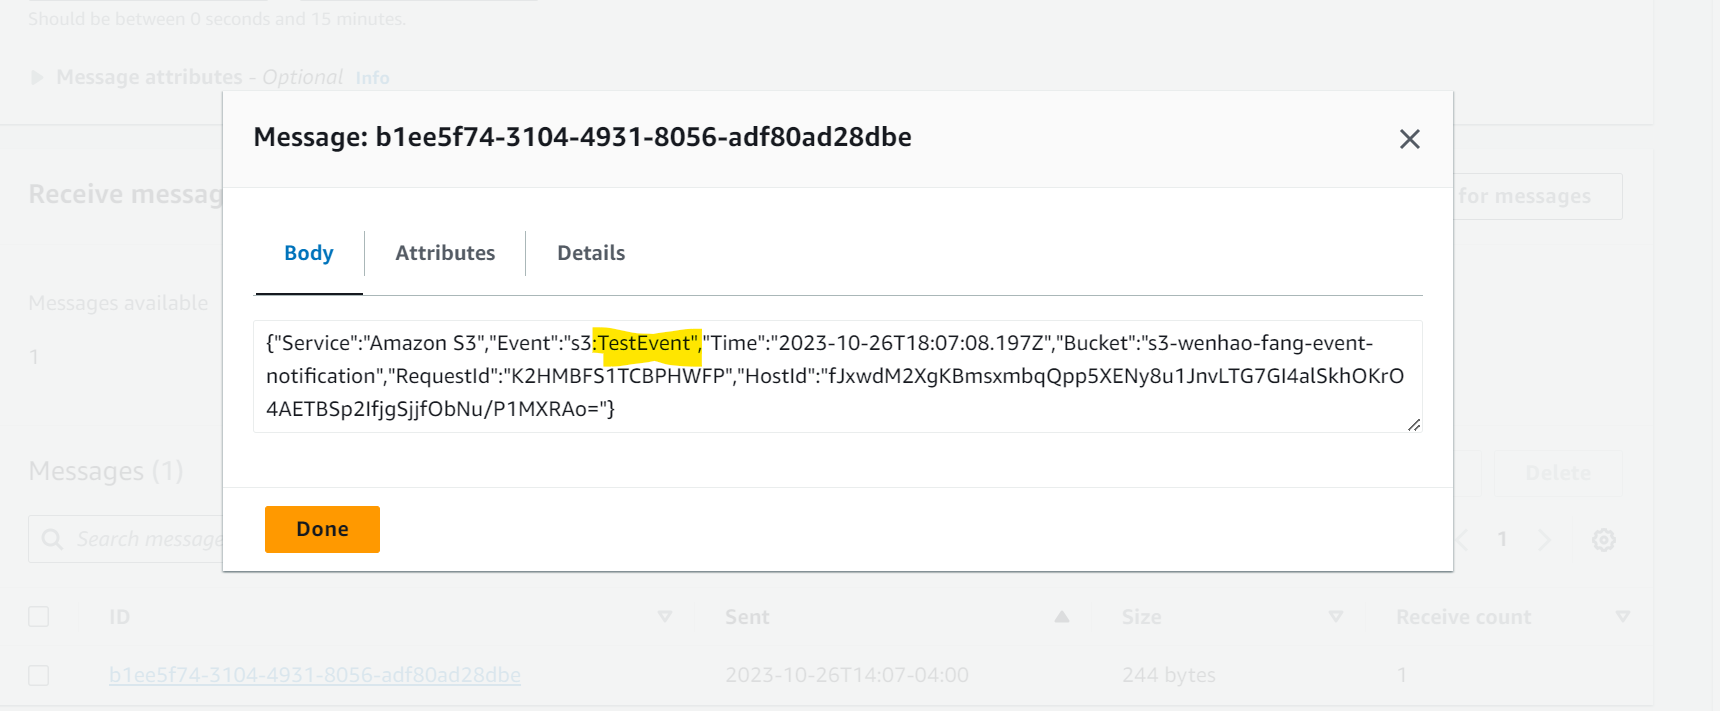 Should be between 0 seconds and 15 minutes.
Message attributes - Optional Info
Message: b1ee5f74-3104-4931-8056-adf80ad28dbe
Receive messag
for messages
Body Attributes Details
Messages available
{"Service":"Amazon S3","Event":"s3:TestEvent","Time":"2023-10-26T18:07:08.197Z","Bucket":"s3-wenhao-fang-event-
1
notification","RequestId":"K2HMBFS1TCBPHWFP","HostId":"fJxwdM2XgKBmsxmbqQpp5XENy8u1JnvLTG7GI4alSkhOKrO
4AETBSp2IfjgSjjfObNu/P1MXRAo="}
Messages (1)
Delete
Done
Search message
1
ID Sent Size Receive count
b1ee5f74-3104-4931-8056-adf80ad28dbe 2023-10-26T14:07-04:00 244 bytes 1